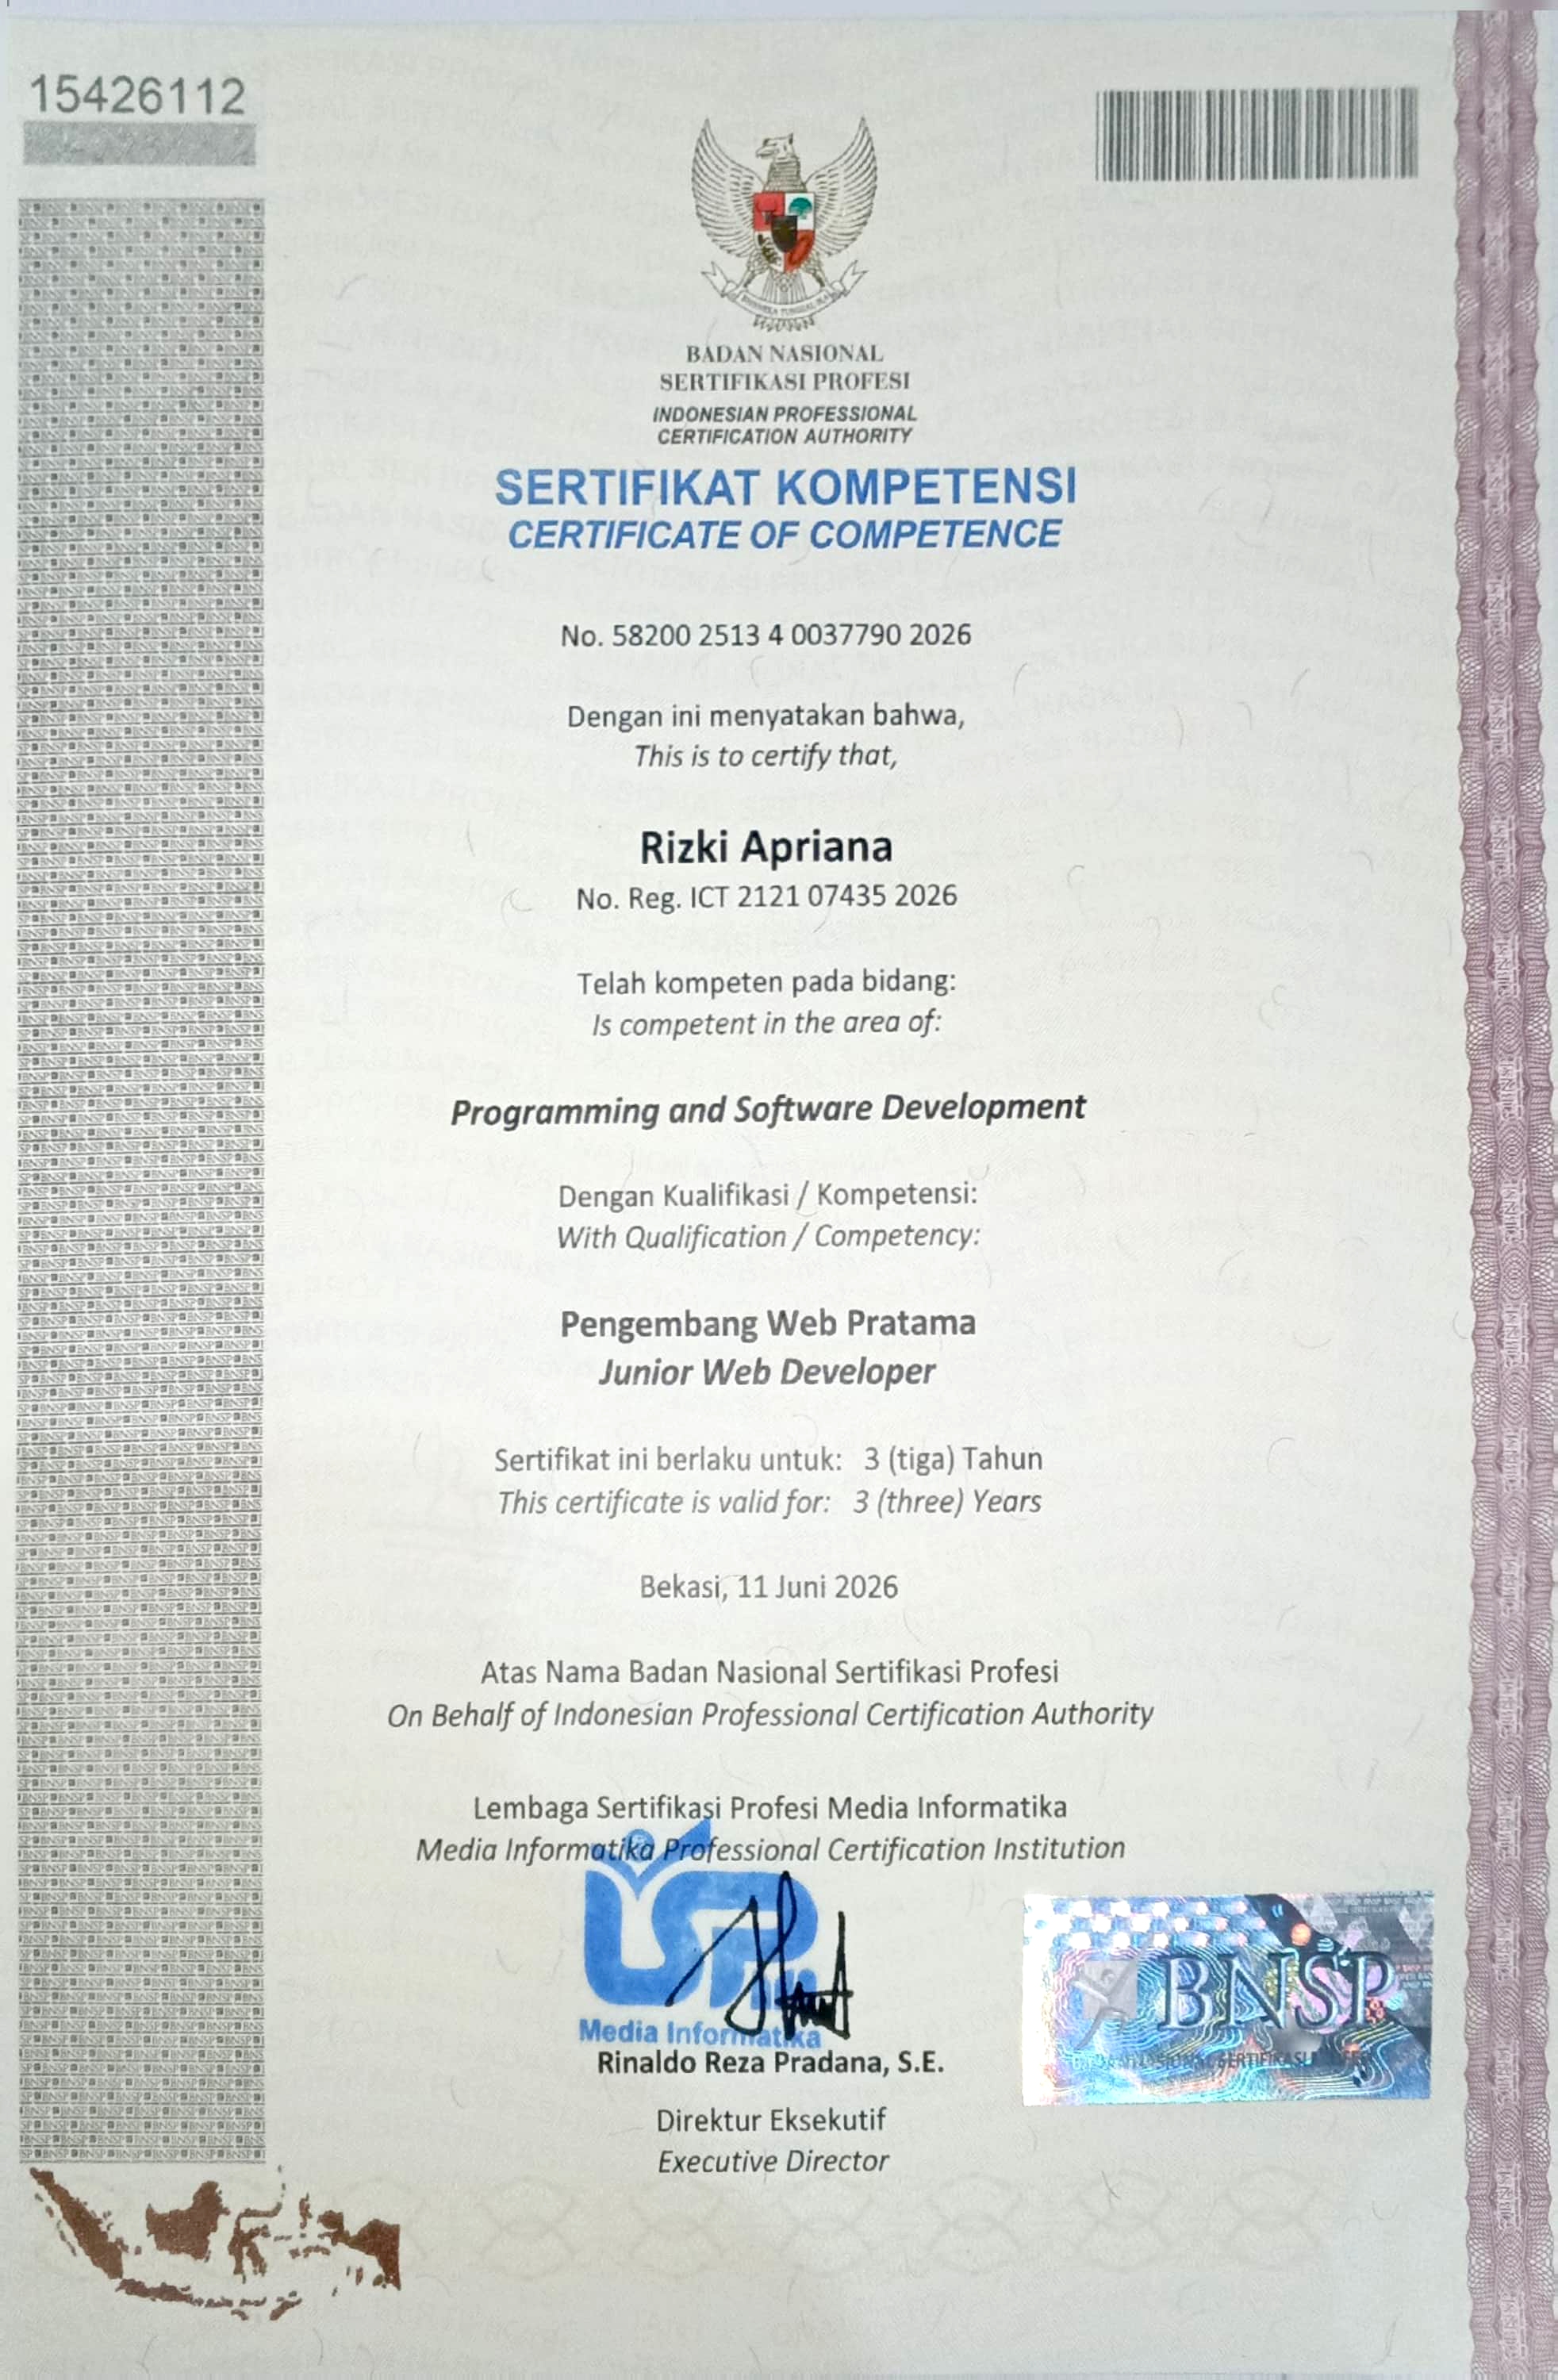 15426112
BADAN NASIONAL
SERTIFIKASI PROFESI
INDONESIAN PROFESSIONAL
CERTIFICATION AUTHORITY
SERTIFIKAT KOMPETENSI
CERTIFICATE OF COMPETENCE
No. 58200 2513 4 0037790 2026
Dengan ini menyatakan bahwa,
This is to certify that,
Rizki Apriana
No. Reg. ICT 2121 07435 2026
Telah kompeten pada bidang:
Is competent in the area of:
Programming and Software Development
Dengan Kualifikasi / Kompetensi:
With Qualification / Competency:
Pengembang Web Pratama
Junior Web Developer
Sertifikat ini berlaku untuk: 3 (tiga) Tahun
This certificate is valid for: 3 (three) Years
Bekasi, 11 Juni 2026
Atas Nama Badan Nasional Sertifikasi Profesi
On Behalf of Indonesian Professional Certification Authority
Lembaga Sertifikasi Profesi Media Informatika
Media Informatika Professional Certification Institution
Media Informatika
BNSP
Rinaldo Reza Pradana, S.E.
Direktur Eksekutif
Executive Director